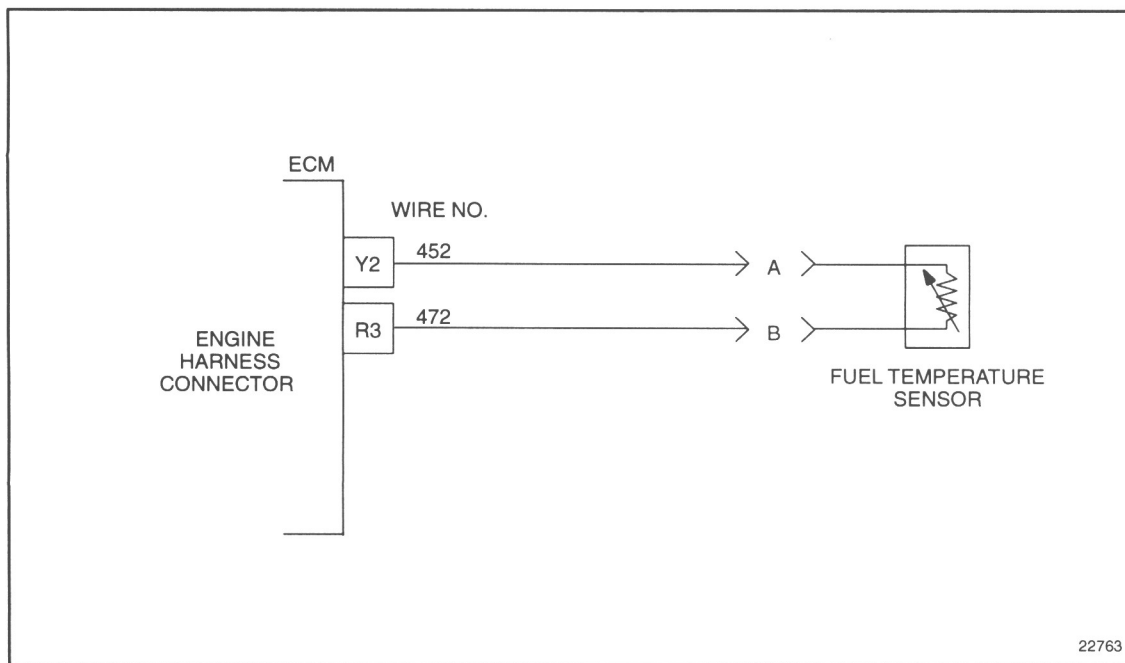 ECM
WIRE NO.
Y2 452 A
R3 472 B
ENGINE
HARNESS
CONNECTOR
FUEL TEMPERATURE
SENSOR
22763